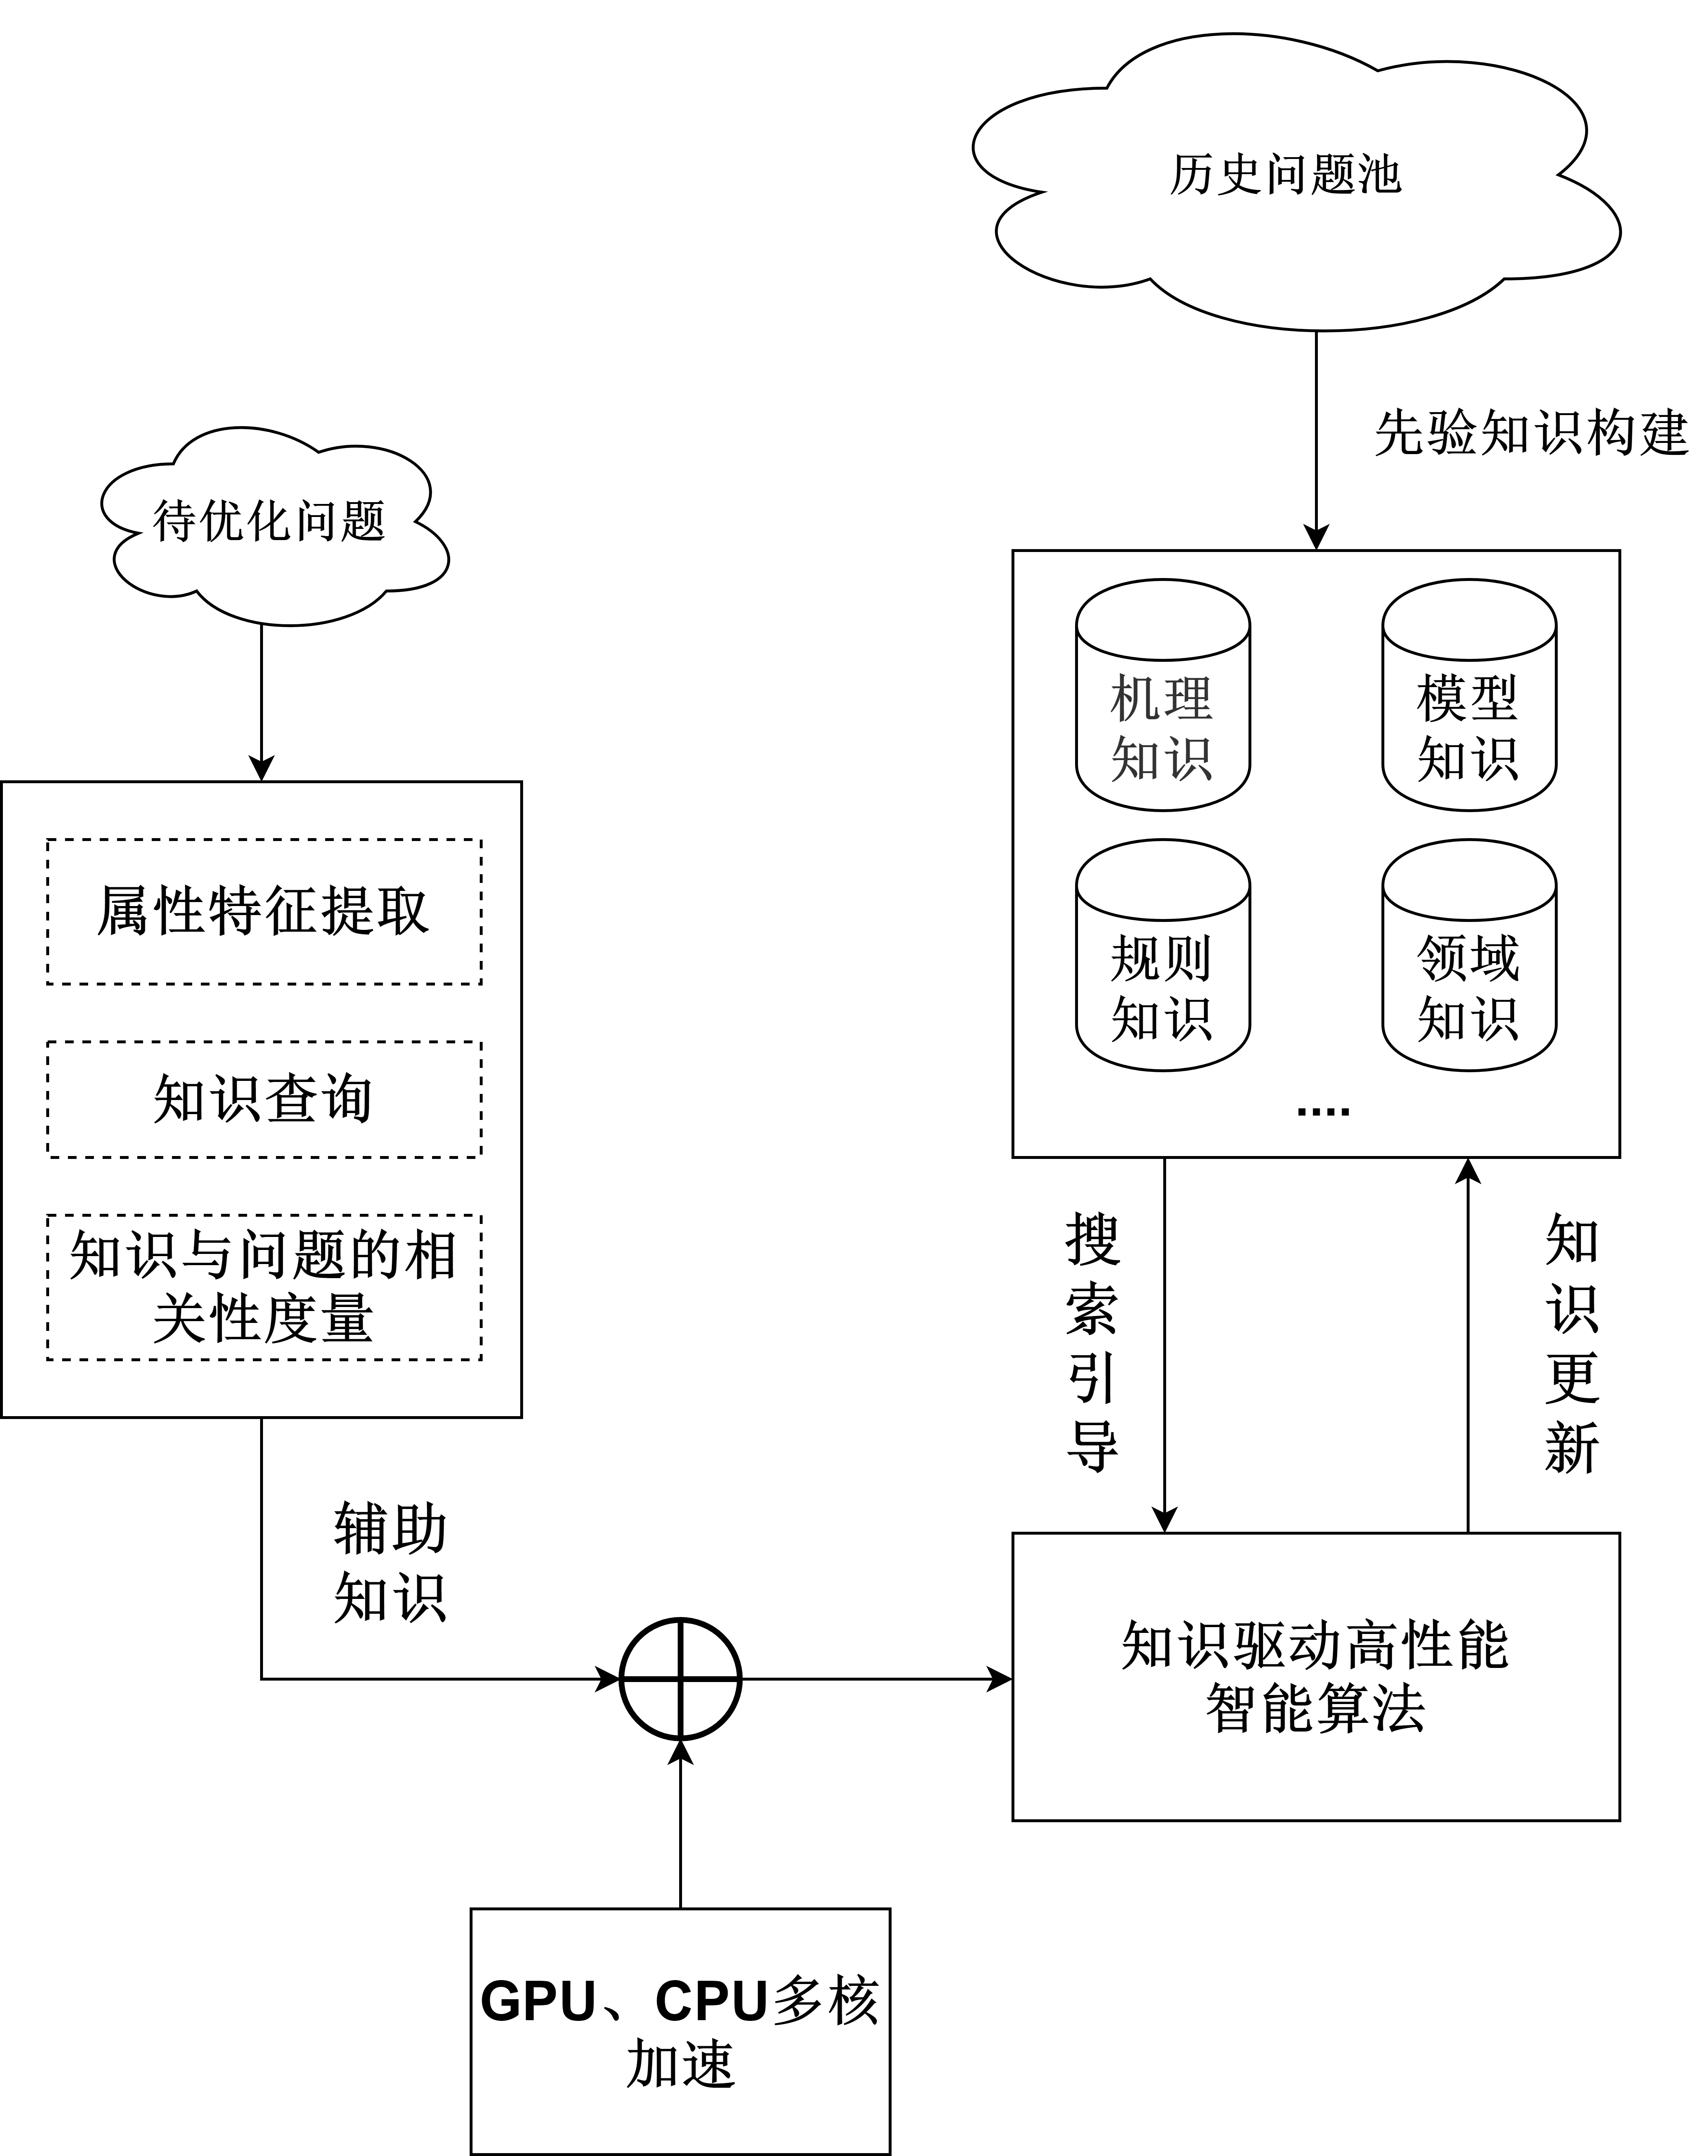 历史问题池
先验知识构建
待优化问题
机理
知识
模型
知识
规则
知识
领域
知识
....
属性特征提取
知识查询
知识与问题的相
关性度量
搜
索
引
导
知
识
更
新
辅助
知识
知识驱动高性能
智能算法
GPU、CPU多核
加速